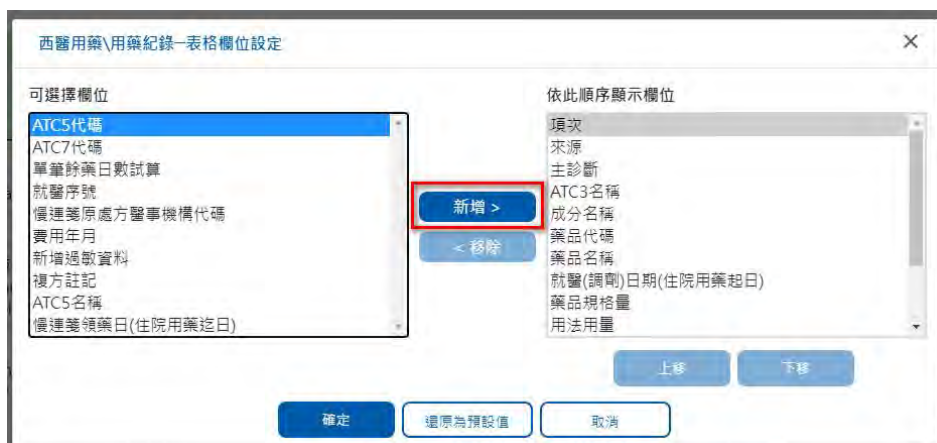 西醫用藥\用藥紀錄─表格欄位設定
可選擇欄位
ATC5代碼
ATC7代碼
單筆餘藥日數試算
就醫序號
慢連箋原處方醫事機構代碼
費用年月
新增過敏資料
複方註記
ATC5名稱
慢連箋領藥日(住院用藥迄日)
新增 >
< 移除
依此順序顯示欄位
項次
來源
主診斷
ATC3名稱
成分名稱
藥品代碼
藥品名稱
就醫(調劑)日期(住院用藥起日)
藥品規格量
用法用量
上移
下移
確定
還原為預設值
取消